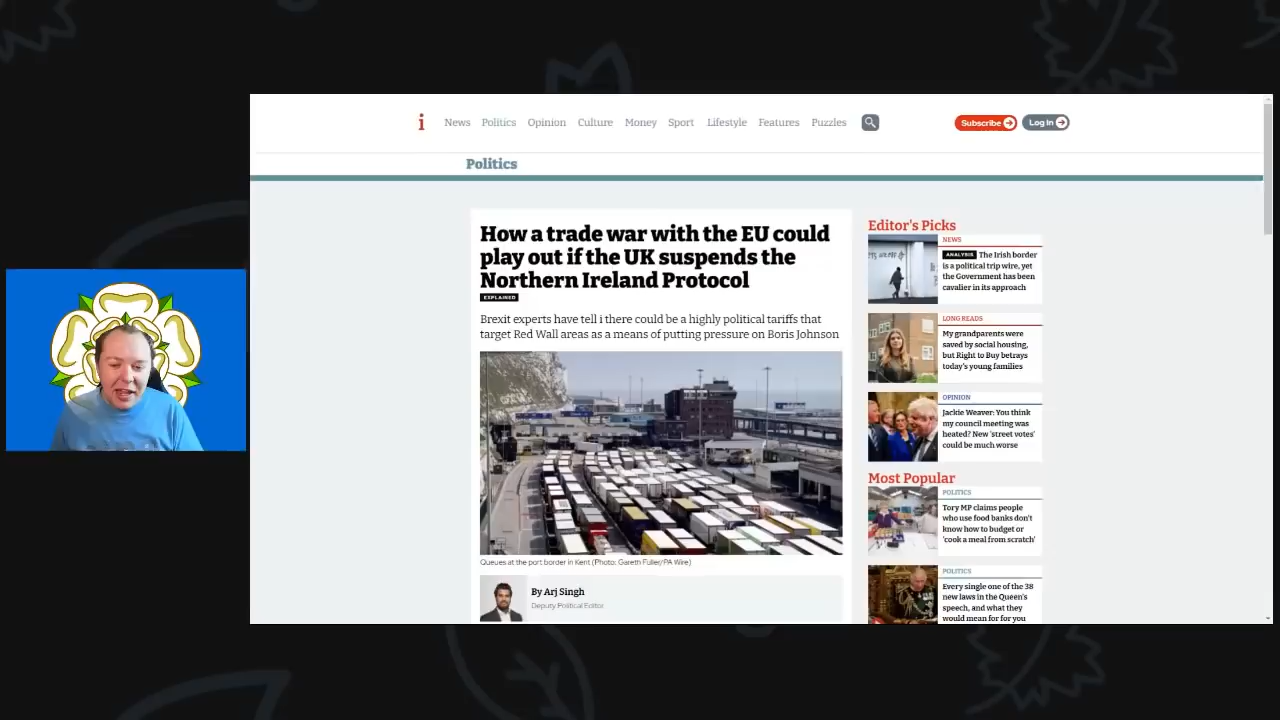 i
News Politics Opinion Culture Money Sport Lifestyle Features Puzzles
Subscribe
Log In
Politics
How a trade war with the EU could
play out if the UK suspends the
Northern Ireland Protocol
EXPLAINED
Brexit experts have tell i there could be a highly political tariffs that
target Red Wall areas as a means of putting pressure on Boris Johnson
Queues at the port border in Kent (Photo: Gareth Fuller/PA Wire)
By Arj Singh
Deputy Political Editor
Editor's Picks
NEWS
ANALYSIS The Irish border
is a political trip wire, yet
the Government has been
cavalier in its approach
LONG READS
My grandparents were
saved by social housing,
but Right to Buy betrays
today's young families
OPINION
Jackie Weaver: You think
my council meeting was
heated? New 'street votes'
could be much worse
Most Popular
POLITICS
Tory MP claims people
who use food banks don't
know how to budget or
'cook a meal from scratch'
POLITICS
Every single one of the 38
new laws in the Queen's
speech, and what they
would mean for for you